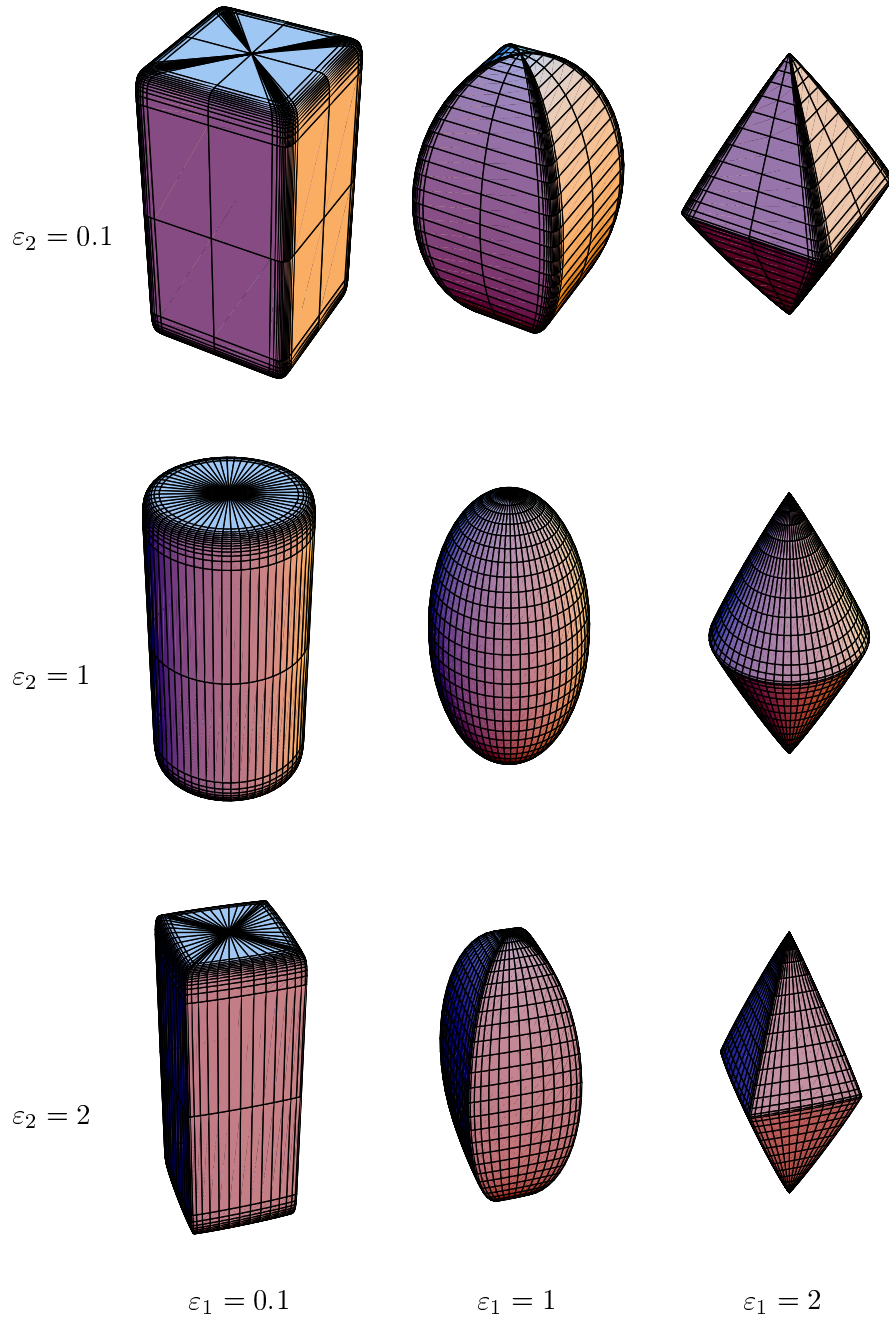 ε₂ = 0.1
ε₂ = 1
ε₂ = 2
ε₁ = 0.1 ε₁ = 1 ε₁ = 2